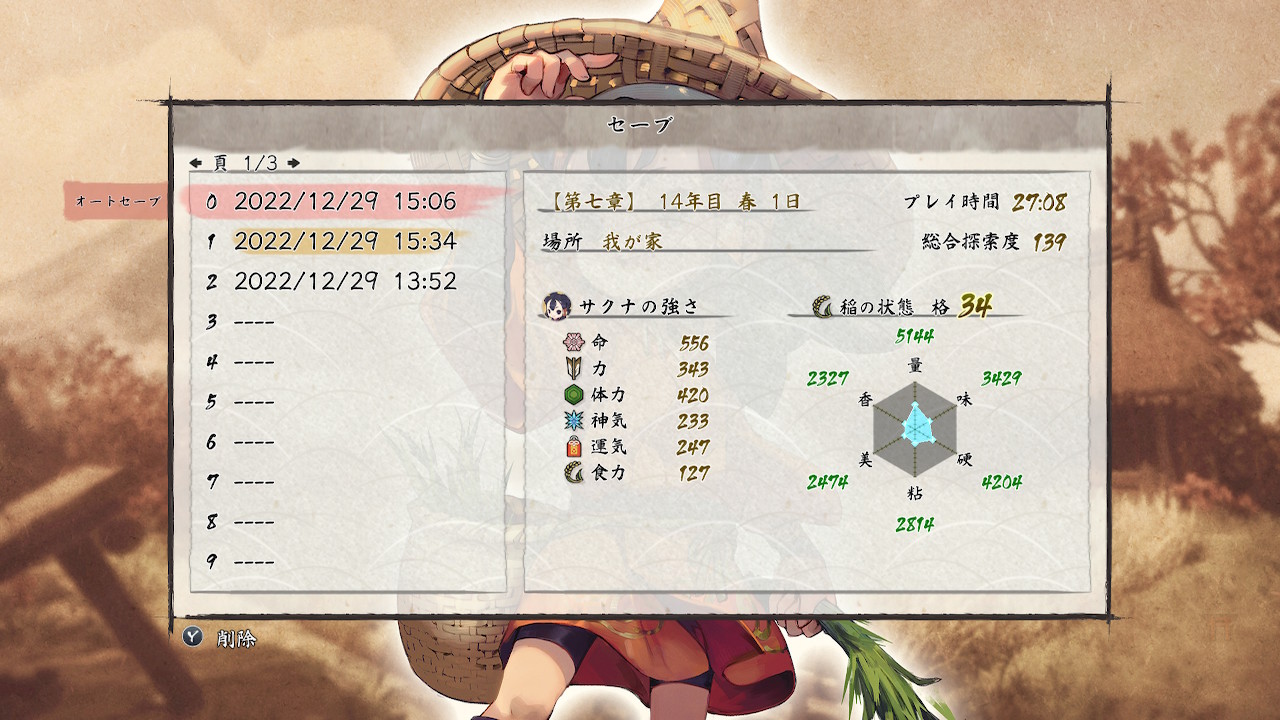 セーブ
頁 1/3
オートセーブ
0 2022/12/29 15:06
1 2022/12/29 15:34
2 2022/12/29 13:52
3 ----
4 ----
5 ----
6 ----
7 ----
8 ----
9 ----
【第七章】 14年目 春 1日
プレイ時間 27:08
場所 我が家
総合探索度 139
サクナの強さ
命 556
力 343
体力 420
神気 233
運気 247
食力 127
稲の状態 格 34
5144
量
2327
香
3429
味
美
2474
硬
4204
粘
2814
Y 削除